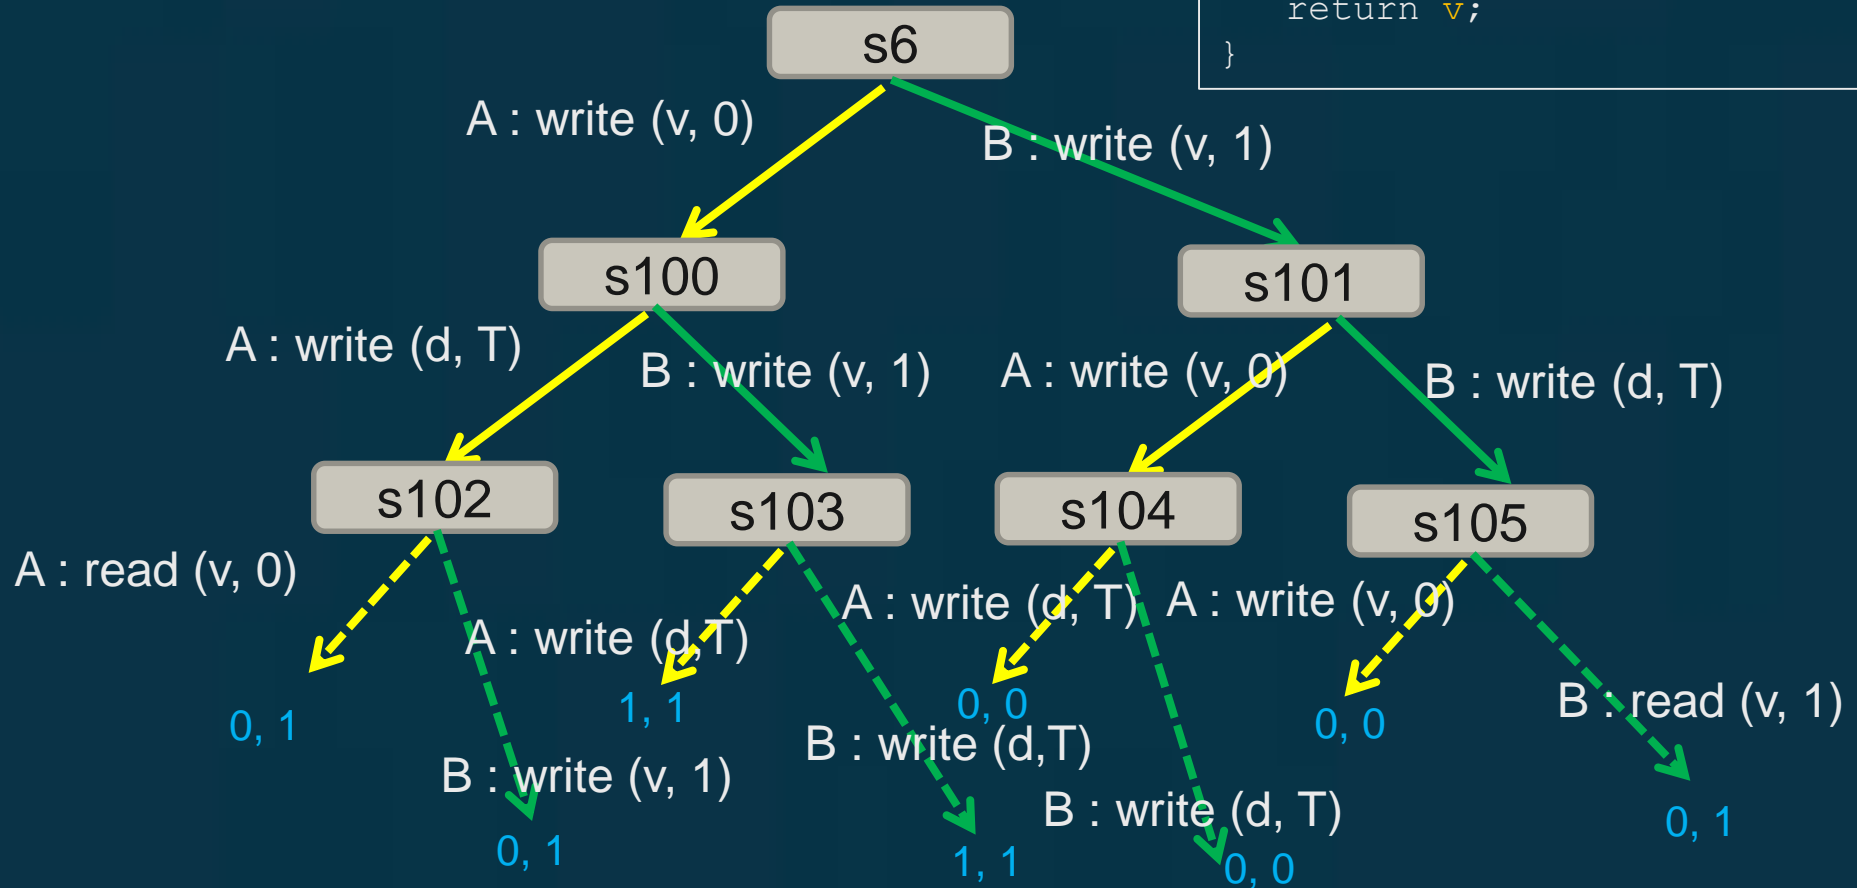 return v;
}
s6
A : write (v, 0)
B : write (v, 1)
s100
s101
A : write (d, T)
B : write (v, 1)
A : write (v, 0)
B : write (d, T)
s102
s103
s104
s105
A : read (v, 0)
A : write (d,T)
A : write (d, T)
A : write (v, 0)
B : read (v, 1)
0, 1
1, 1
0, 0
0, 0
B : write (v, 1)
B : write (d,T)
B : write (d, T)
0, 1
0, 1
1, 1
0, 0